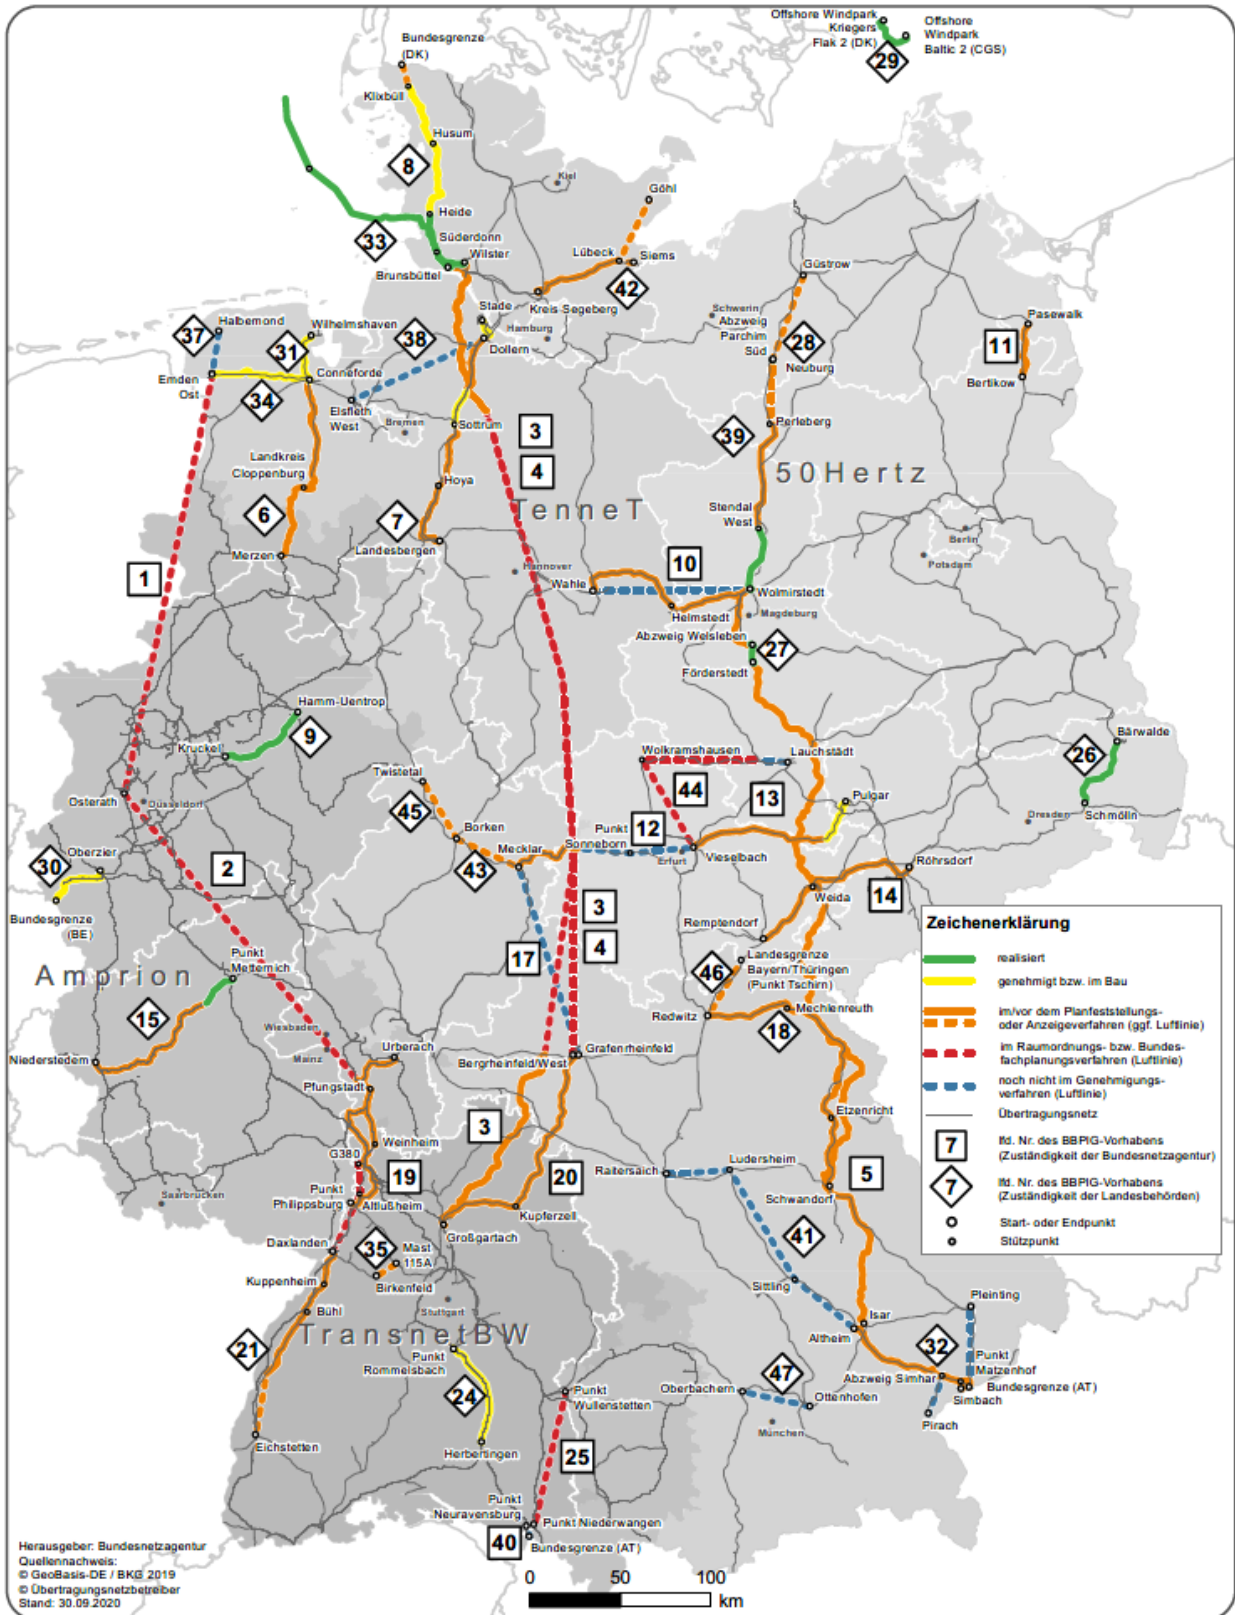 Offshore Windpark
Kriegers
Flak 2 (DK)
Offshore
Windpark
Baltic 2 (CGS)
29
Bundesgrenze
(DK)
Klixbüll
Husum
8
Kiel
Göhl
Heide
33
Süderdonn
Wilster
Brunsbüttel
Lübeck
Siems
42
Kreis Segeberg
Güstrow
Stade
Hamburg
Dollern
Schwerin
Abzweig
Parchim
Süd
28
Neuburg
Pasewalk
11
Bertikow
37
Halbemond
31
Wilhelmshaven
38
Emden
Ost
Conneforde
34
Elsfleth
West
Bremen
Sottrum
3
4
Perleberg
39
50Hertz
Landkreis
Cloppenburg
Hoya
TenneT
6
7
Stendal
West
Merzen
Landesbergen
Berlin
Potsdam
1
Hannover
Wahle
10
Wolmirstedt
Helmstedt
Magdeburg
Abzweig Welsleben
27
Förderstedt
Hamm-Uentrop
9
Kruckel
Wolkramshausen
Lauchstädt
Bärwalde
26
Twistetal
44
13
Pulgar
Osterath
Düsseldorf
45
Borken
Schmölln
Dresden
Mecklar
Punkt
Sonneborn
12
Erfurt
Vieselbach
43
Röhrsdorf
30
Oberzier
2
14
Weida
Bundesgrenze
(BE)
3
4
Remptendorf
Zeichenerklärung
Punkt
Metternich
17
Landesgrenze
Bayern/Thüringen
(Punkt Tschirn)
46
Amprion
realisiert
genehmigt bzw. im Bau
im/vor dem Planfeststellungs-
oder Anzeigeverfahren (ggf. Luftlinie)
im Raumordnungs- bzw. Bundes-
fachplanungsverfahren (Luftlinie)
noch nicht im Genehmigungs-
verfahren (Luftlinie)
Übertragungsnetz
7
lfd. Nr. des BBPlG-Vorhabens
(Zuständigkeit der Bundesnetzagentur)
7
lfd. Nr. des BBPlG-Vorhabens
(Zuständigkeit der Landesbehörden)
Start- oder Endpunkt
Stützpunkt
15
Redwitz
18
Mechlenreuth
Wiesbaden
Mainz
Niederstedem
Urberach
Bergrheinfeld/West
Grafenrheinfeld
Pfungstadt
Etzenricht
3
Weinheim
G380
19
20
Raitersaich
Ludersheim
5
Saarbrücken
Punkt
Philippsburg
Altlußheim
Schwandorf
Kupferzell
Großgartach
Daxlanden
35
Mast
115A
41
Kuppenheim
Birkenfeld
Sittling
Stuttgart
Bühl
Pleinting
TransnetBW
Isar
Altheim
21
Punkt
Rommelsbach
32
Punkt
Matzenhof
24
47
Abzweig Simhar
Bundesgrenze (AT)
Simbach
Oberbachern
Ottenhofen
Punkt
Wullenstetten
Pirach
München
Eichstetten
Herbertingen
25
Punkt
Neuravensburg
Punkt Niederwangen
40
Bundesgrenze (AT)
Herausgeber: Bundesnetzagentur
Quellennachweis:
© GeoBasis-DE / BKG 2019
© Übertragungsnetzbetreiber
Stand: 30.09.2020
0 50 100
km